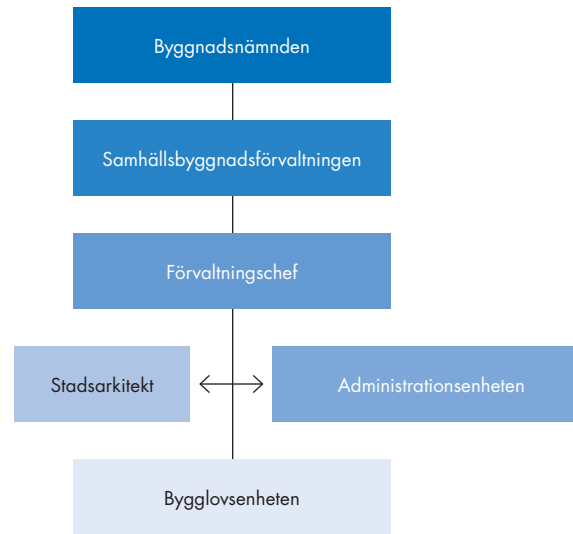 Byggnadsnämnden
Samhällsbyggnadsförvaltningen
Förvaltningschef
Stadsarkitekt
Administrationsenheten
Bygglovsenheten